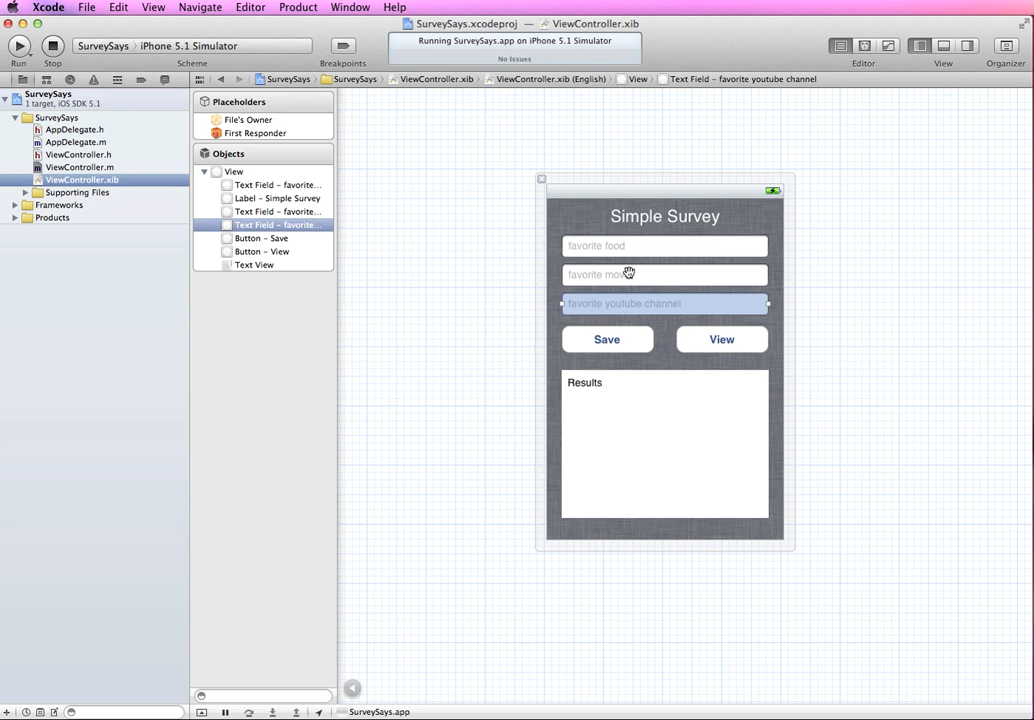 Xcode File Edit View Navigate Editor Product Window Help
SurveySays.xcodeproj — ViewController.xib
SurveySays › iPhone 5.1 Simulator
Running SurveySays.app on iPhone 5.1 Simulator
No Issues
Run Stop Scheme Breakpoints Editor View Organizer
SurveySays › SurveySays › ViewController.xib › ViewController.xib (English) › View › Text Field – favorite youtube channel
SurveySays
1 target, iOS SDK 5.1
SurveySays
AppDelegate.h
AppDelegate.m
ViewController.h
ViewController.m
ViewController.xib
Supporting Files
Frameworks
Products
Placeholders
File's Owner
First Responder
Objects
View
Text Field – favorite...
Label – Simple Survey
Text Field – favorite...
Text Field – favorite...
Button – Save
Button – View
Text View
Simple Survey
favorite food
favorite mov
favorite youtube channel
Save View
Results
SurveySays.app